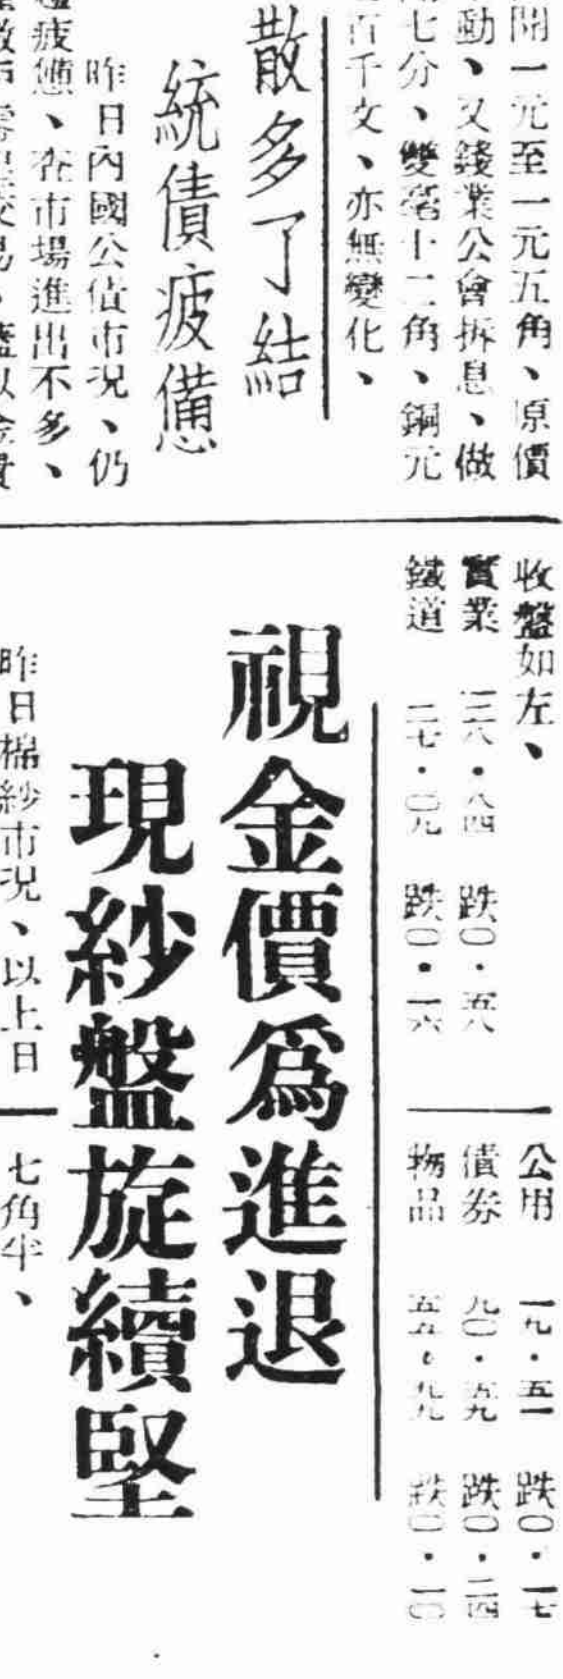 開一元至一元五角、原價
動、又錢業公會拆息、做
七分、雙毫十二角、銅元
百千文、亦無變化、
散多了結
統債疲憊
昨日內國公債市況、仍
疲憊、在市場進出不多、
收盤如左、
實業 一三八・八四 跌〇・五八
鐵道 二七・〇九 跌〇・一六
公用 一九・五一 跌〇・一七
債券 九〇・五九 跌〇・二四
物品 五五・九九 跌〇・一〇
視金價為進退
現紗盤旋續堅
昨日棉紗市況、以上日
七角半、